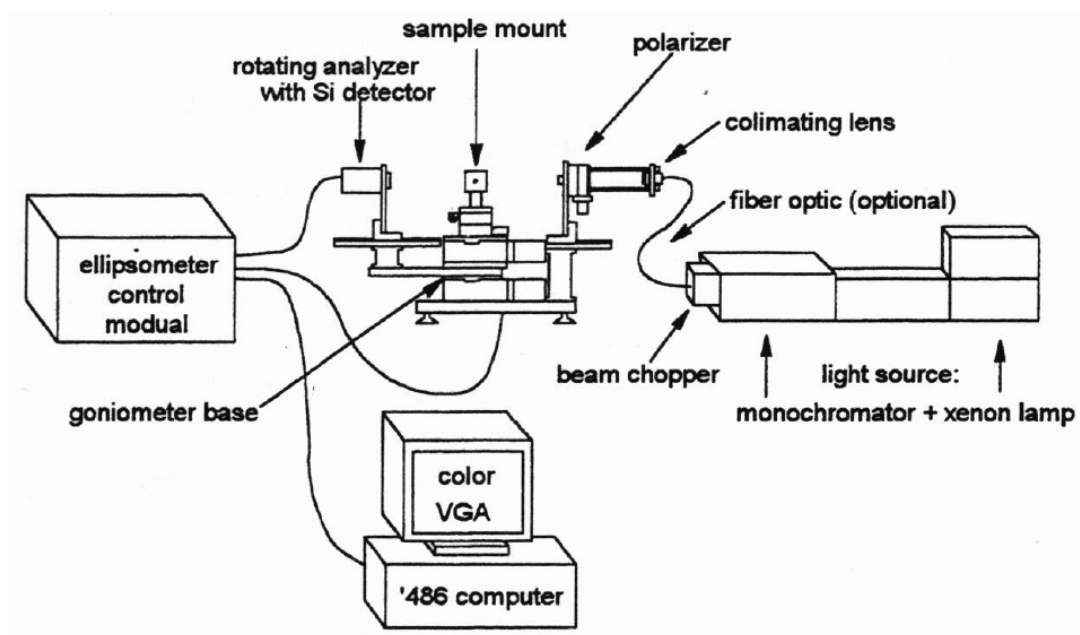 sample mount
polarizer
rotating analyzer
with Si detector
colimating lens
fiber optic (optional)
ellipsometer
control
modual
beam chopper
light source:
goniometer base
monochromator + xenon lamp
color
VGA
'486 computer